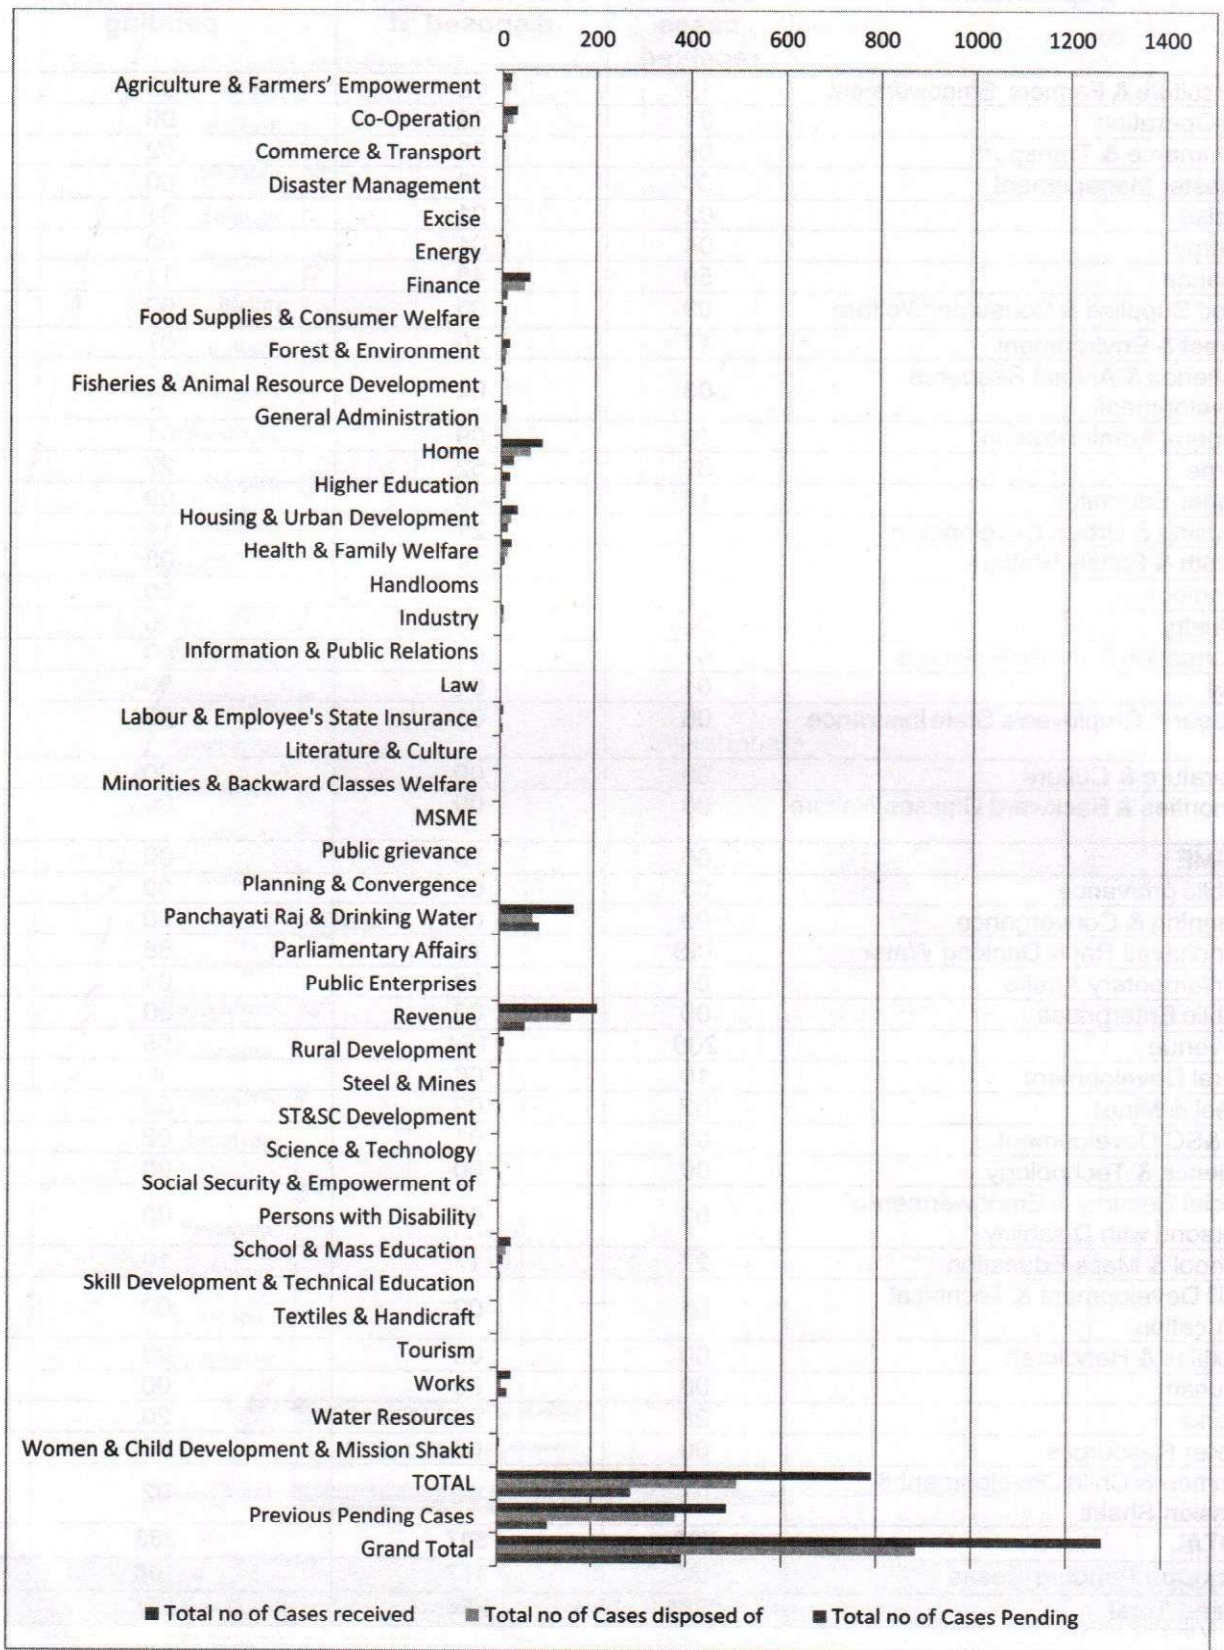 0 200 400 600 800 1000 1200 1400
Agriculture & Farmers' Empowerment
Co-Operation
Commerce & Transport
Disaster Management
Excise
Energy
Finance
Food Supplies & Consumer Welfare
Forest & Environment
Fisheries & Animal Resource Development
General Administration
Home
Higher Education
Housing & Urban Development
Health & Family Welfare
Handlooms
Industry
Information & Public Relations
Law
Labour & Employee's State Insurance
Literature & Culture
Minorities & Backward Classes Welfare
MSME
Public grievance
Planning & Convergence
Panchayati Raj & Drinking Water
Parliamentary Affairs
Public Enterprises
Revenue
Rural Development
Steel & Mines
ST&SC Development
Science & Technology
Social Security & Empowerment of
Persons with Disability
School & Mass Education
Skill Development & Technical Education
Textiles & Handicraft
Tourism
Works
Water Resources
Women & Child Development & Mission Shakti
TOTAL
Previous Pending Cases
Grand Total
Total no of Cases received Total no of Cases disposed of Total no of Cases Pending